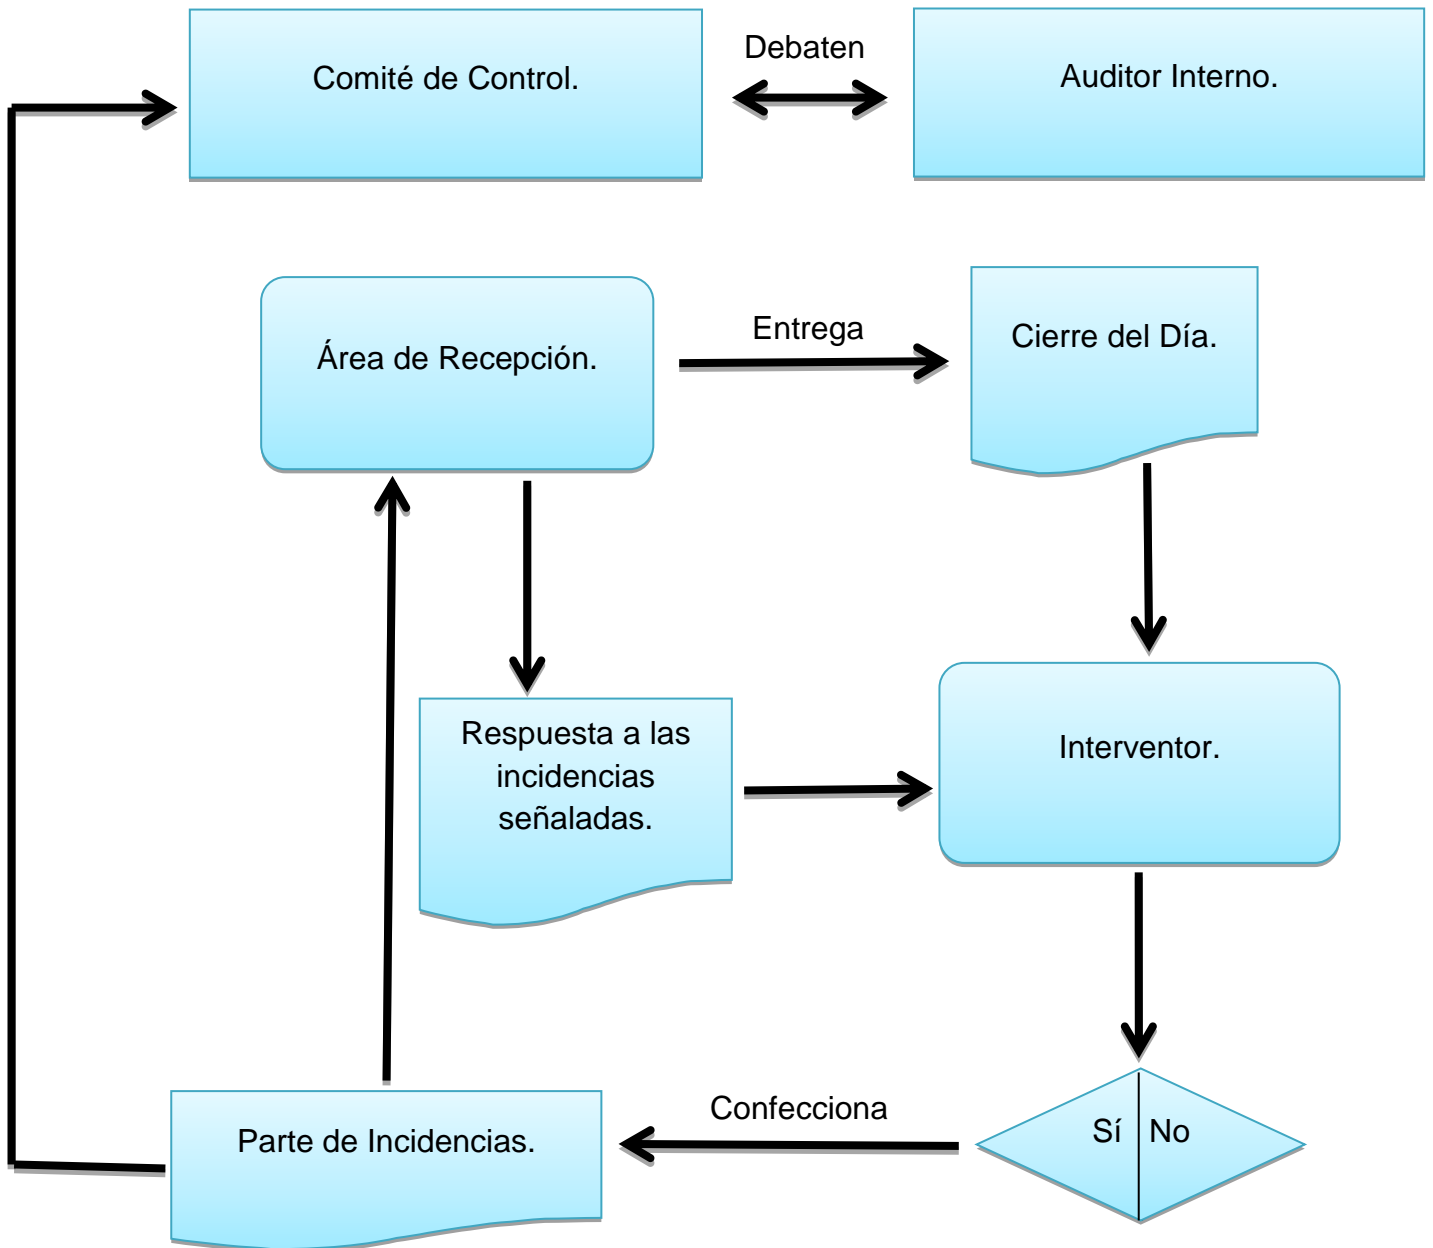 Comité de Control.
Debaten
Auditor Interno.
Área de Recepción.
Entrega
Cierre del Día.
Respuesta a las
incidencias
señaladas.
Interventor.
Parte de Incidencias.
Confecciona
Sí No